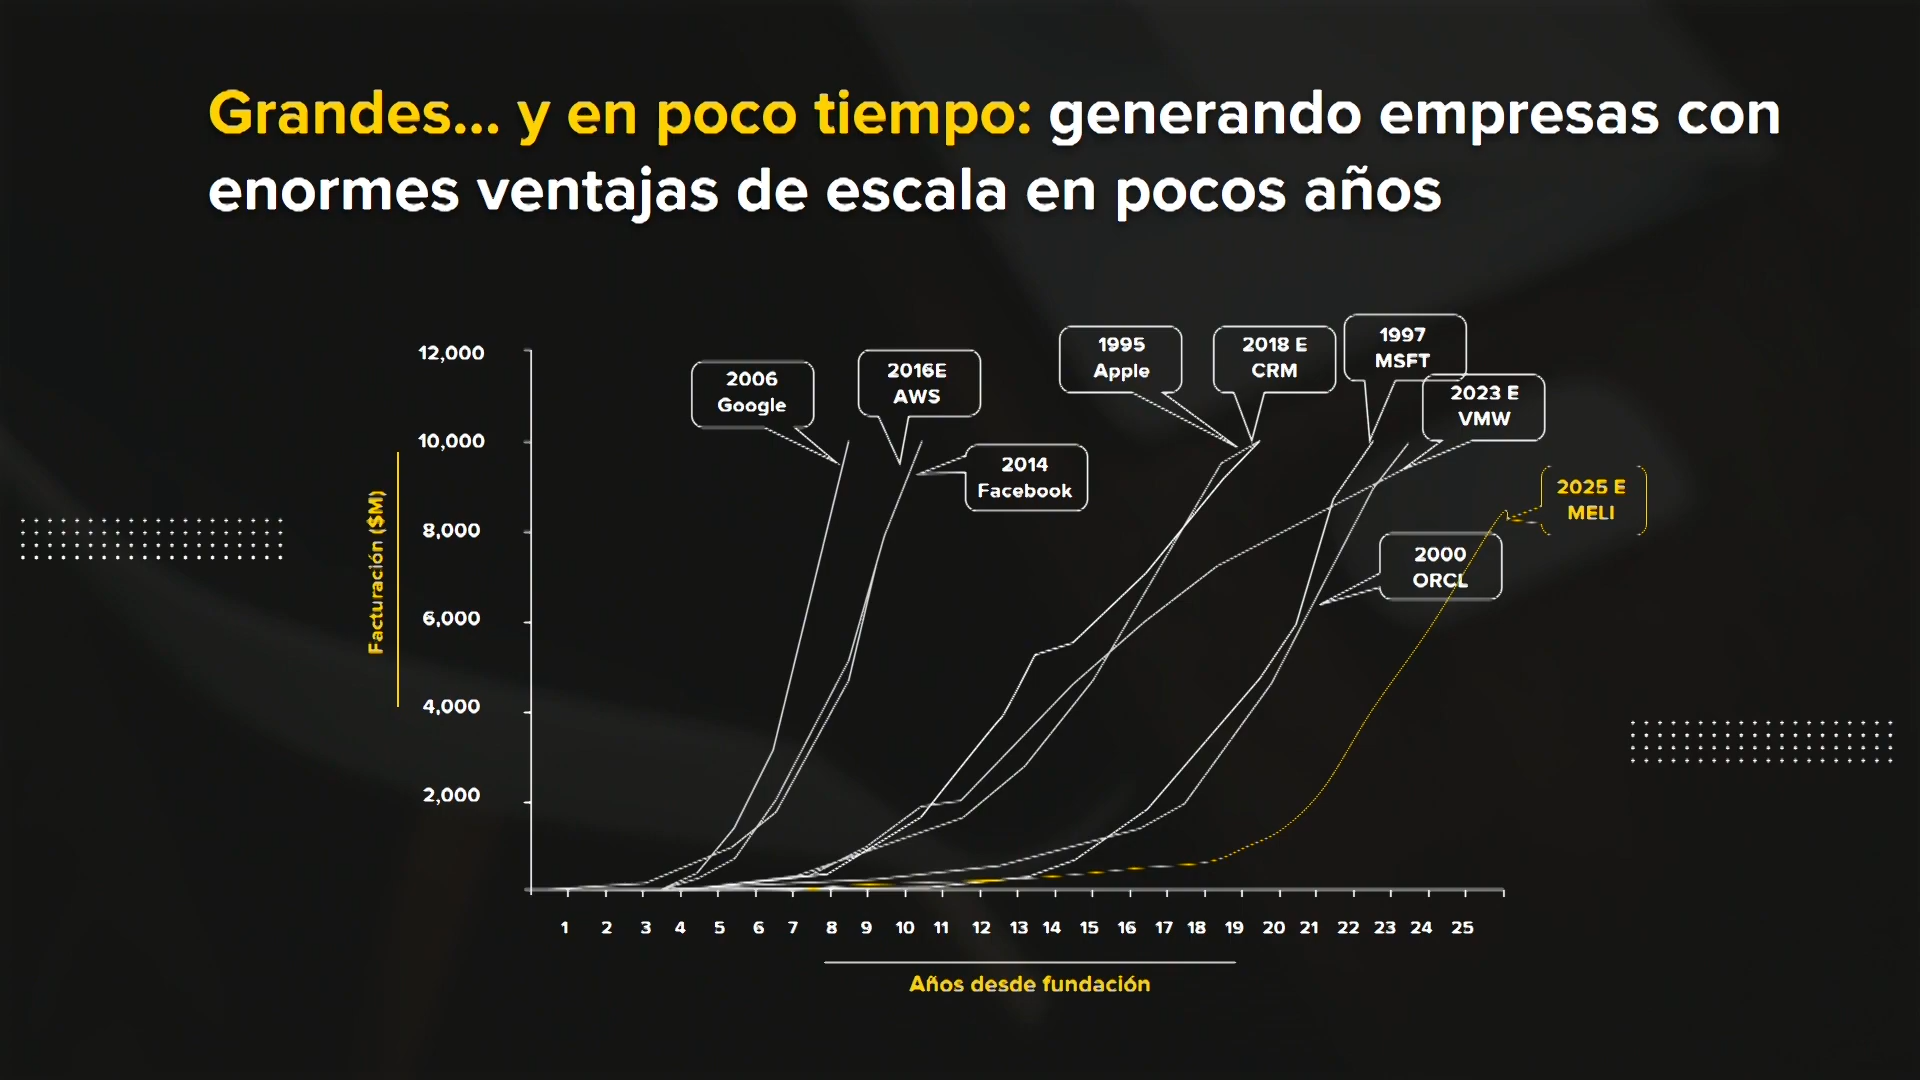 Grandes... y en poco tiempo: generando empresas con
enormes ventajas de escala en pocos años
12,000
10,000
8,000
6,000
4,000
2,000
Facturación ($M)
2006
Google
2016E
AWS
2014
Facebook
1995
Apple
2018 E
CRM
1997
MSFT
2023 E
VMW
2025 E
MELI
2000
ORCL
1 2 3 4 5 6 7 8 9 10 11 12 13 14 15 16 17 18 19 20 21 22 23 24 25
Años desde fundación